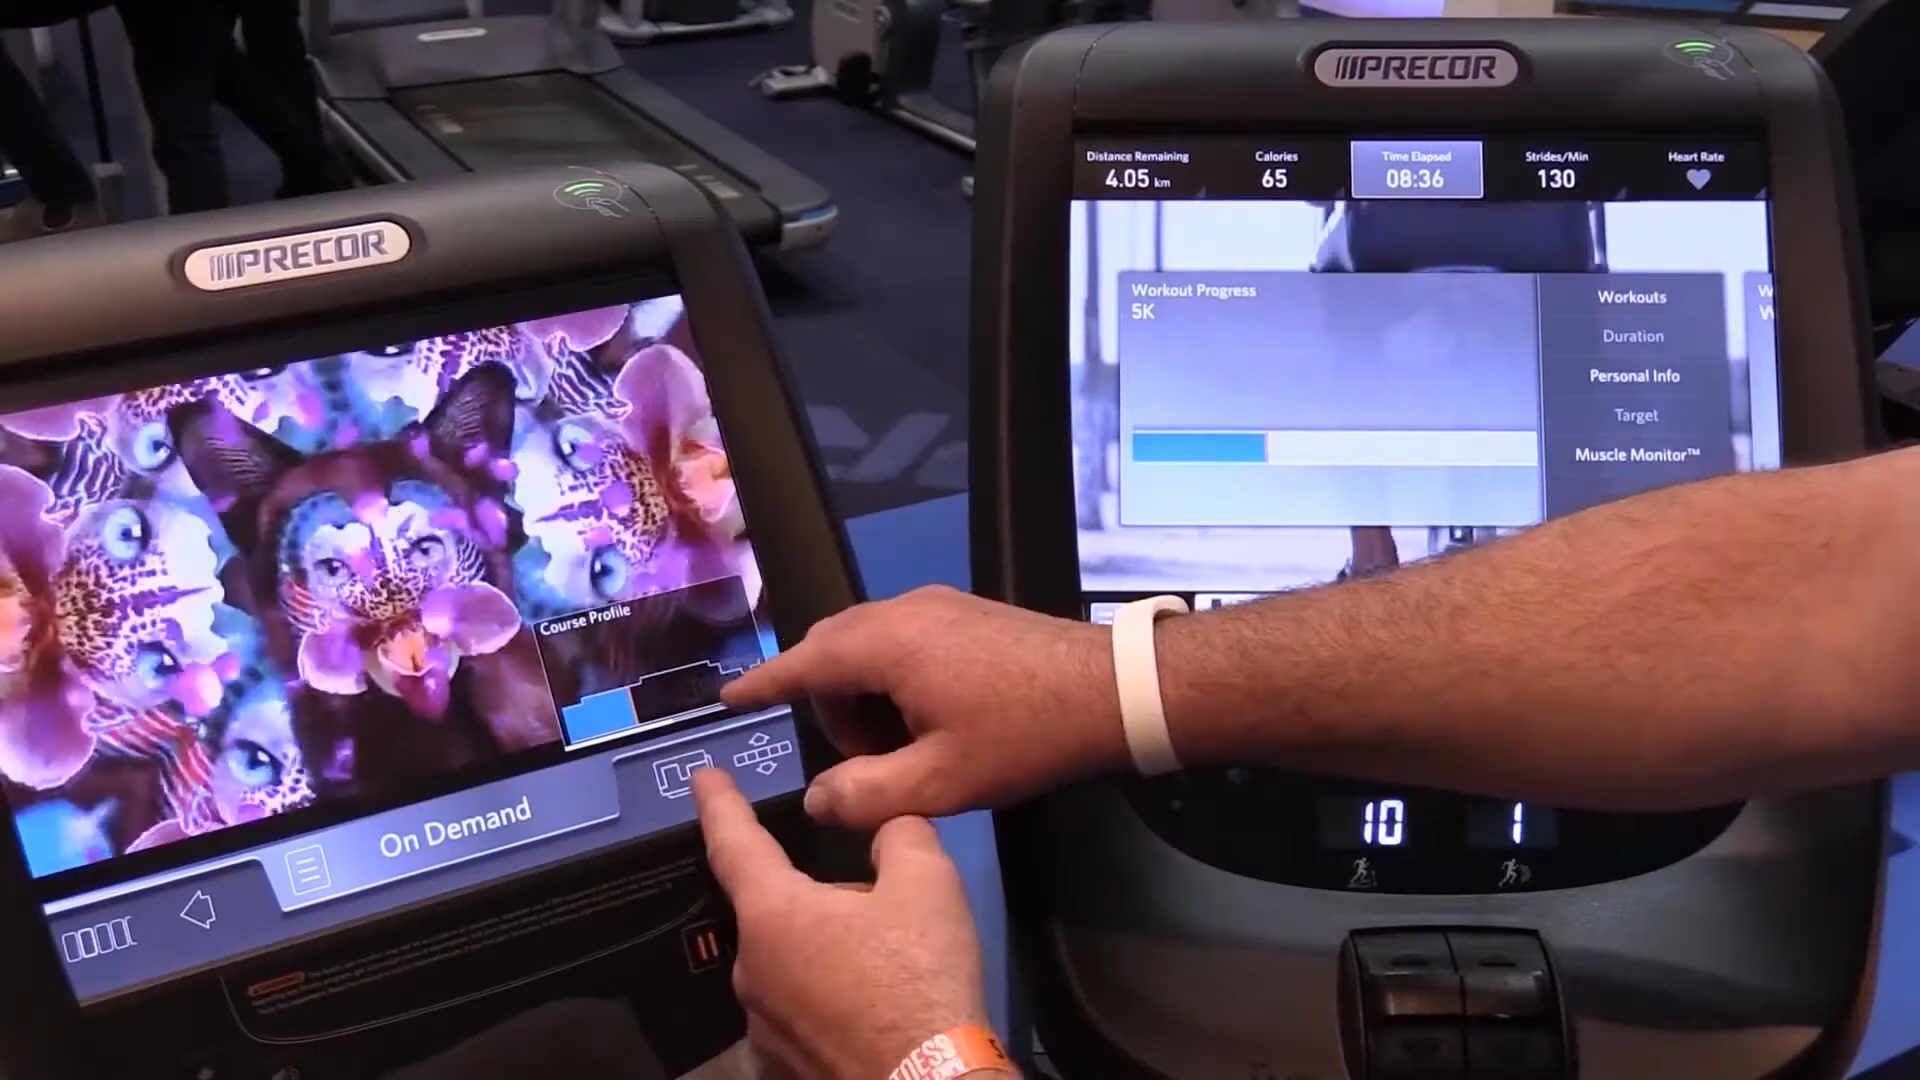 PRECOR
Course Profile
On Demand
PRECOR
Distance Remaining
4.05 km
Calories
65
Time Elapsed
08:36
Strides/Min
130
Heart Rate
Workout Progress
5K
Workouts
Duration
Personal Info
Target
Muscle Monitor™
W
W
10 1